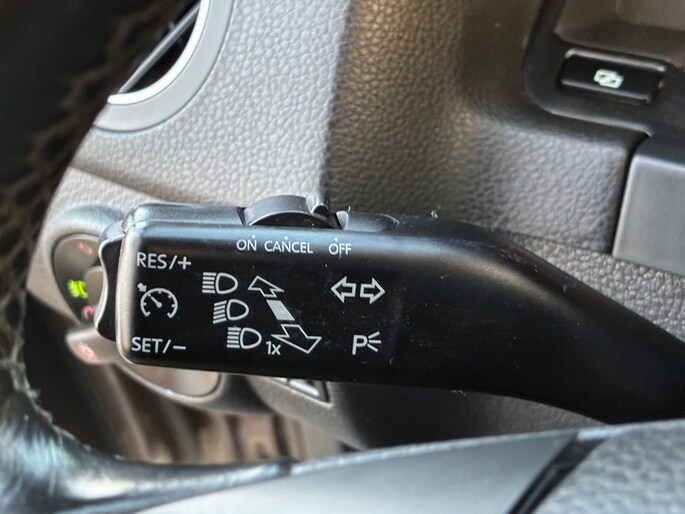 ON CANCEL OFF
RES/+
SET/−
1x
P